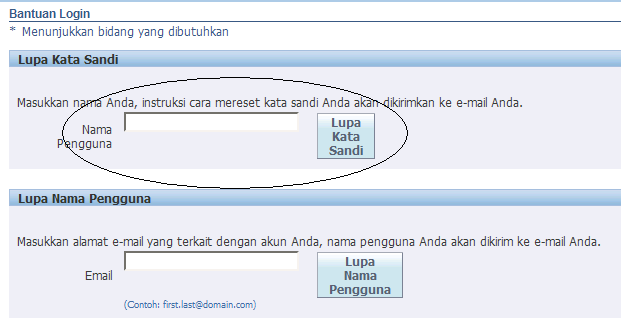 Bantuan Login
* Menunjukkan bidang yang dibutuhkan
Lupa Kata Sandi
Masukkan nama Anda, instruksi cara mereset kata sandi Anda akan dikirimkan ke e-mail Anda.
Nama
Pengguna
Lupa
Kata
Sandi
Lupa Nama Pengguna
Masukkan alamat e-mail yang terkait dengan akun Anda, nama pengguna Anda akan dikirim ke e-mail Anda.
Email
Lupa
Nama
Pengguna
(Contoh: first.last@domain.com)